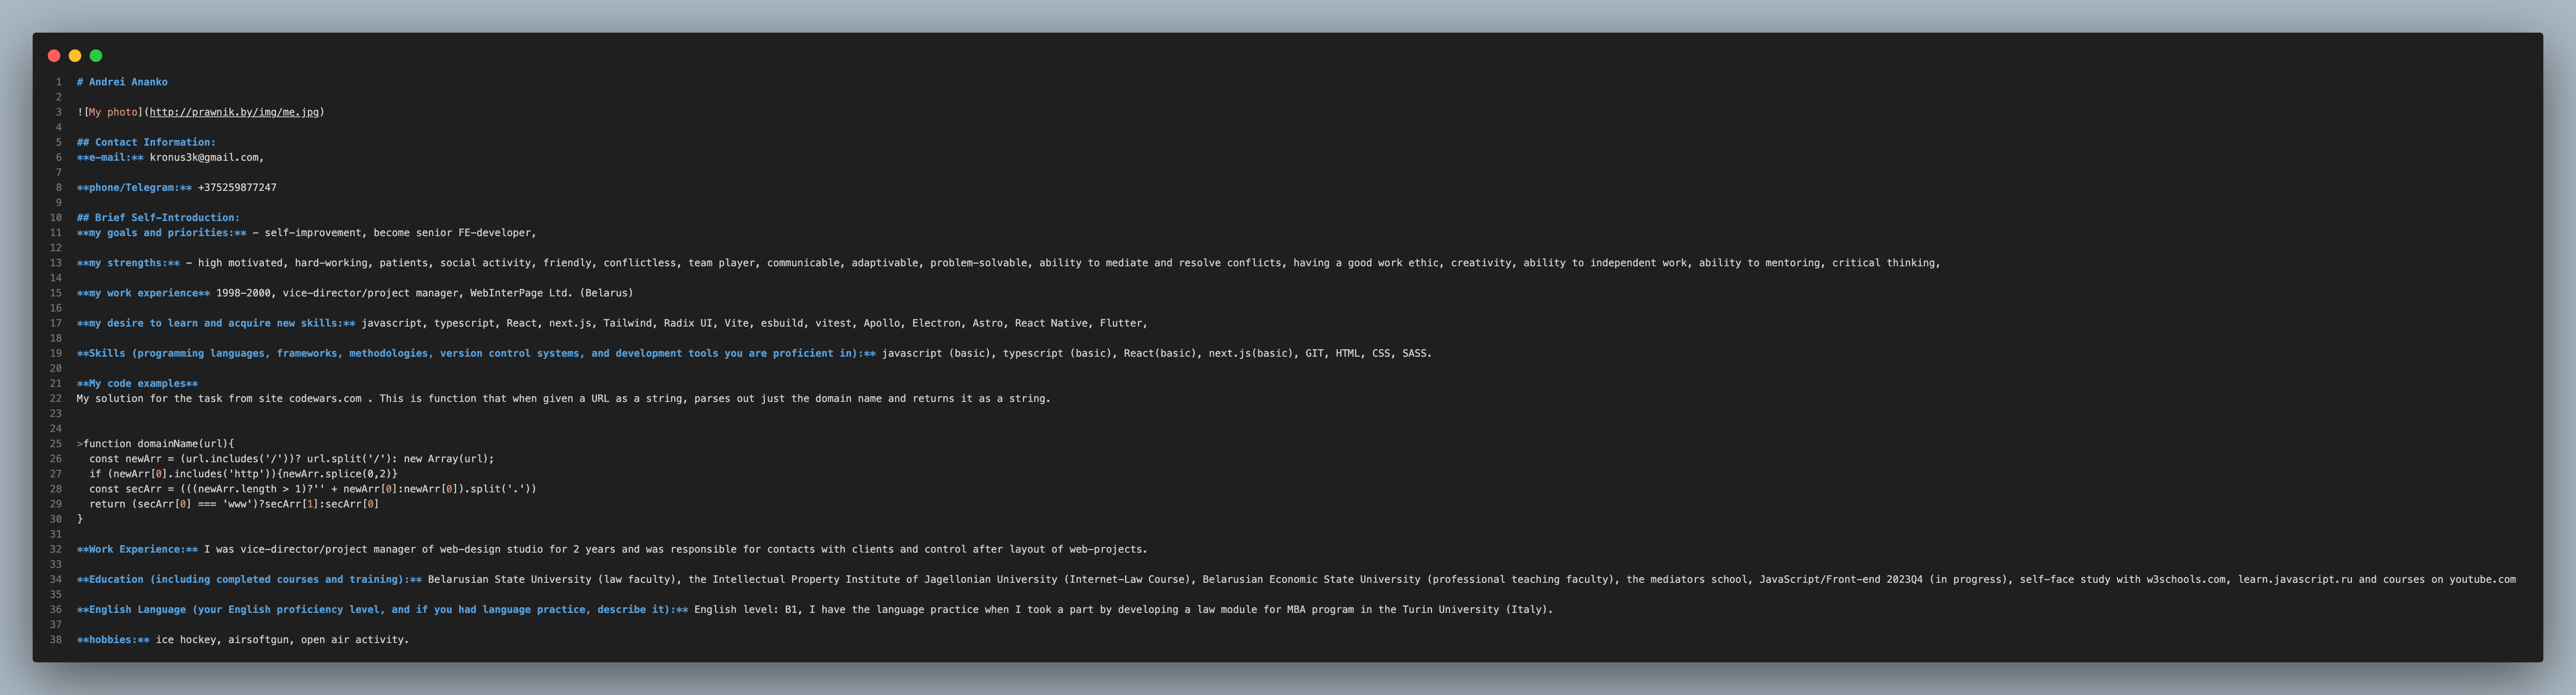 1 # Andrei Ananko
2
3 ![My photo](http://prawnik.by/img/me.jpg)
4
5 ## Contact Information:
6 **e-mail:** kronus3k@gmail.com,
7
8 **phone/Telegram:** +375259877247
9
10 ## Brief Self-Introduction:
11 **my goals and priorities:** - self-improvement, become senior FE-developer,
12
13 **my strengths:** - high motivated, hard-working, patients, social activity, friendly, conflictless, team player, communicable, adaptivable, problem-solvable, ability to mediate and resolve conflicts, having a good work ethic, creativity, ability to independent work, ability to mentoring, critical thinking,
14
15 **my work experience** 1998-2000, vice-director/project manager, WebInterPage Ltd. (Belarus)
16
17 **my desire to learn and acquire new skills:** javascript, typescript, React, next.js, Tailwind, Radix UI, Vite, esbuild, vitest, Apollo, Electron, Astro, React Native, Flutter,
18
19 **Skills (programming languages, frameworks, methodologies, version control systems, and development tools you are proficient in):** javascript (basic), typescript (basic), React(basic), next.js(basic), GIT, HTML, CSS, SASS.
20
21 **My code examples**
22 My solution for the task from site codewars.com . This is function that when given a URL as a string, parses out just the domain name and returns it as a string.
23
24
25 >function domainName(url){
26   const newArr = (url.includes('/'))? url.split('/'): new Array(url);
27   if (newArr[0].includes('http')){newArr.splice(0,2)}
28   const secArr = (((newArr.length > 1)?'' + newArr[0]:newArr[0]).split('.'))
29   return (secArr[0] === 'www')?secArr[1]:secArr[0]
30 }
31
32 **Work Experience:** I was vice-director/project manager of web-design studio for 2 years and was responsible for contacts with clients and control after layout of web-projects.
33
34 **Education (including completed courses and training):** Belarusian State University (law faculty), the Intellectual Property Institute of Jagellonian University (Internet-Law Course), Belarusian Economic State University (professional teaching faculty), the mediators school, JavaScript/Front-end 2023Q4 (in progress), self-face study with w3schools.com, learn.javascript.ru and courses on youtube.com
35
36 **English Language (your English proficiency level, and if you had language practice, describe it):** English level: B1, I have the language practice when I took a part by developing a law module for MBA program in the Turin University (Italy).
37
38 **hobbies:** ice hockey, airsoftgun, open air activity.